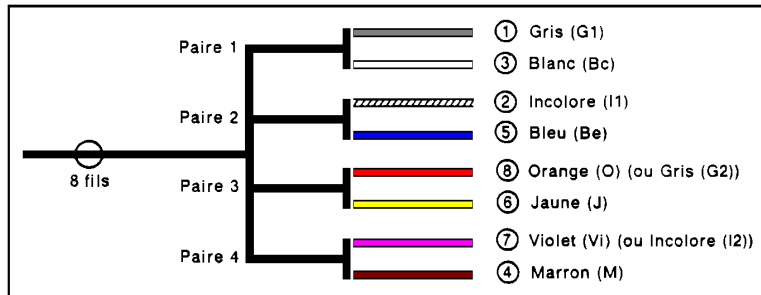 Paire 1
① Gris (G1)
③ Blanc (Bc)
Paire 2
② Incolore (I1)
⑤ Bleu (Be)
8 fils
Paire 3
⑧ Orange (O) (ou Gris (G2))
⑥ Jaune (J)
Paire 4
⑦ Violet (Vi) (ou Incolore (I2))
④ Marron (M)